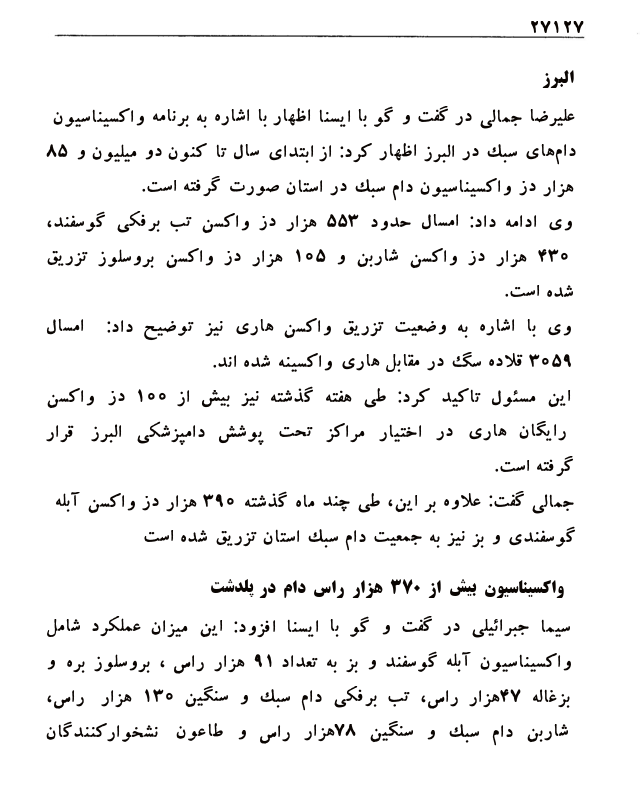 ۲۷۱۲۷
البرز
علیرضا جمالی در گفت و گو با ایسنا اظهار با اشاره به برنامه واکسیناسیون
دام‌های سبك در البرز اظهار کرد: از ابتدای سال تا کنون دو میلیون و ۸۵
هزار دز واکسیناسیون دام سبك در استان صورت گرفته است.
وی ادامه داد: امسال حدود ۵۵۳ هزار دز واکسن تب برفکی گوسفند،
۴۳۰ هزار دز واکسن شاربن و ۱۰۵ هزار دز واکسن بروسلوز تزریق
شده است.
وی با اشاره به وضعیت تزریق واکسن هاری نیز توضیح داد: امسال
۳۰۵۹ قلاده سگ در مقابل هاری واکسینه شده اند.
این مسئول تاکید کرد: طی هفته گذشته نیز بیش از ۱۰۰ دز واکسن
رایگان هاری در اختیار مراکز تحت پوشش دامپزشکی البرز قرار
گرفته است.
جمالی گفت: علاوه بر این، طی چند ماه گذشته ۳۹۰ هزار دز واکسن آبله
گوسفندی و بز نیز به جمعیت دام سبك استان تزریق شده است
واکسیناسیون بیش از ۳۷۰ هزار راس دام در پلدشت
سیما جبرائیلی در گفت و گو با ایسنا افزود: این میزان عملکرد شامل
واکسیناسیون آبله گوسفند و بز به تعداد ۹۱ هزار راس ، بروسلوز بره و
بزغاله ۴۷هزار راس، تب برفکی دام سبك و سنگین ۱۳۰ هزار راس،
شاربن دام سبك و سنگین ۷۸هزار راس و طاعون نشخوارکنندگان